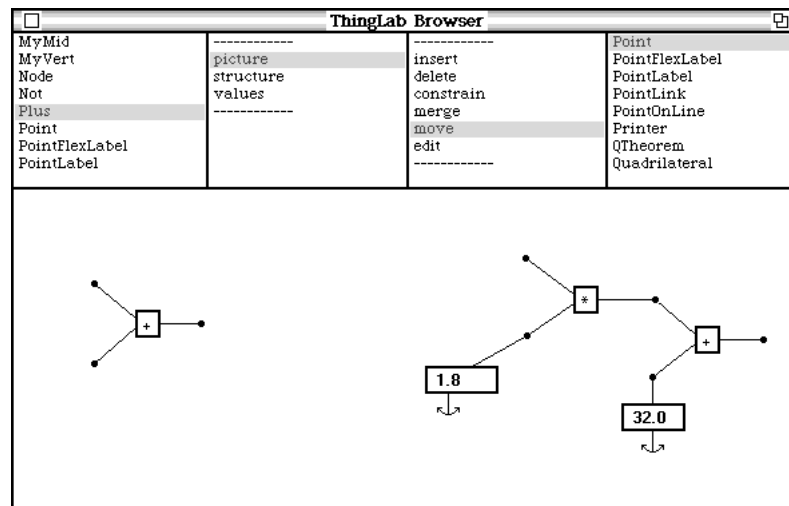 ThingLab Browser
MyMid
MyVert
Node
Not
Plus
Point
PointFlexLabel
PointLabel
------------
picture
structure
values
------------
------------
insert
delete
constrain
merge
move
edit
------------
Point
PointFlexLabel
PointLabel
PointLink
PointOnLine
Printer
QTheorem
Quadrilateral
+
*
+
1.8
32.0